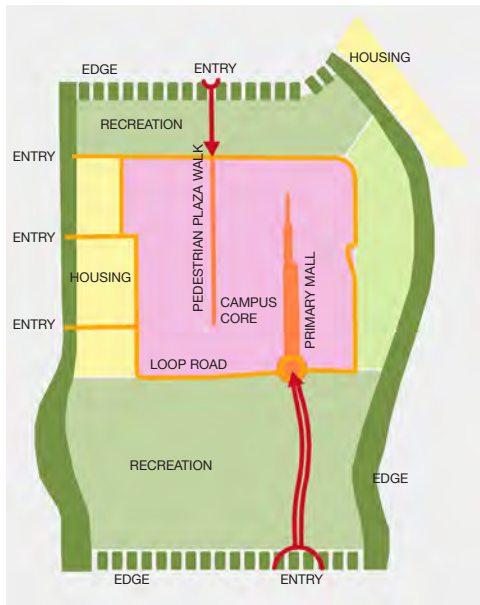 HOUSING
EDGE
ENTRY
RECREATION
ENTRY
PEDESTRIAN PLAZA WALK
ENTRY
HOUSING
CAMPUS
CORE
PRIMARY MALL
ENTRY
LOOP ROAD
RECREATION
EDGE
EDGE
ENTRY